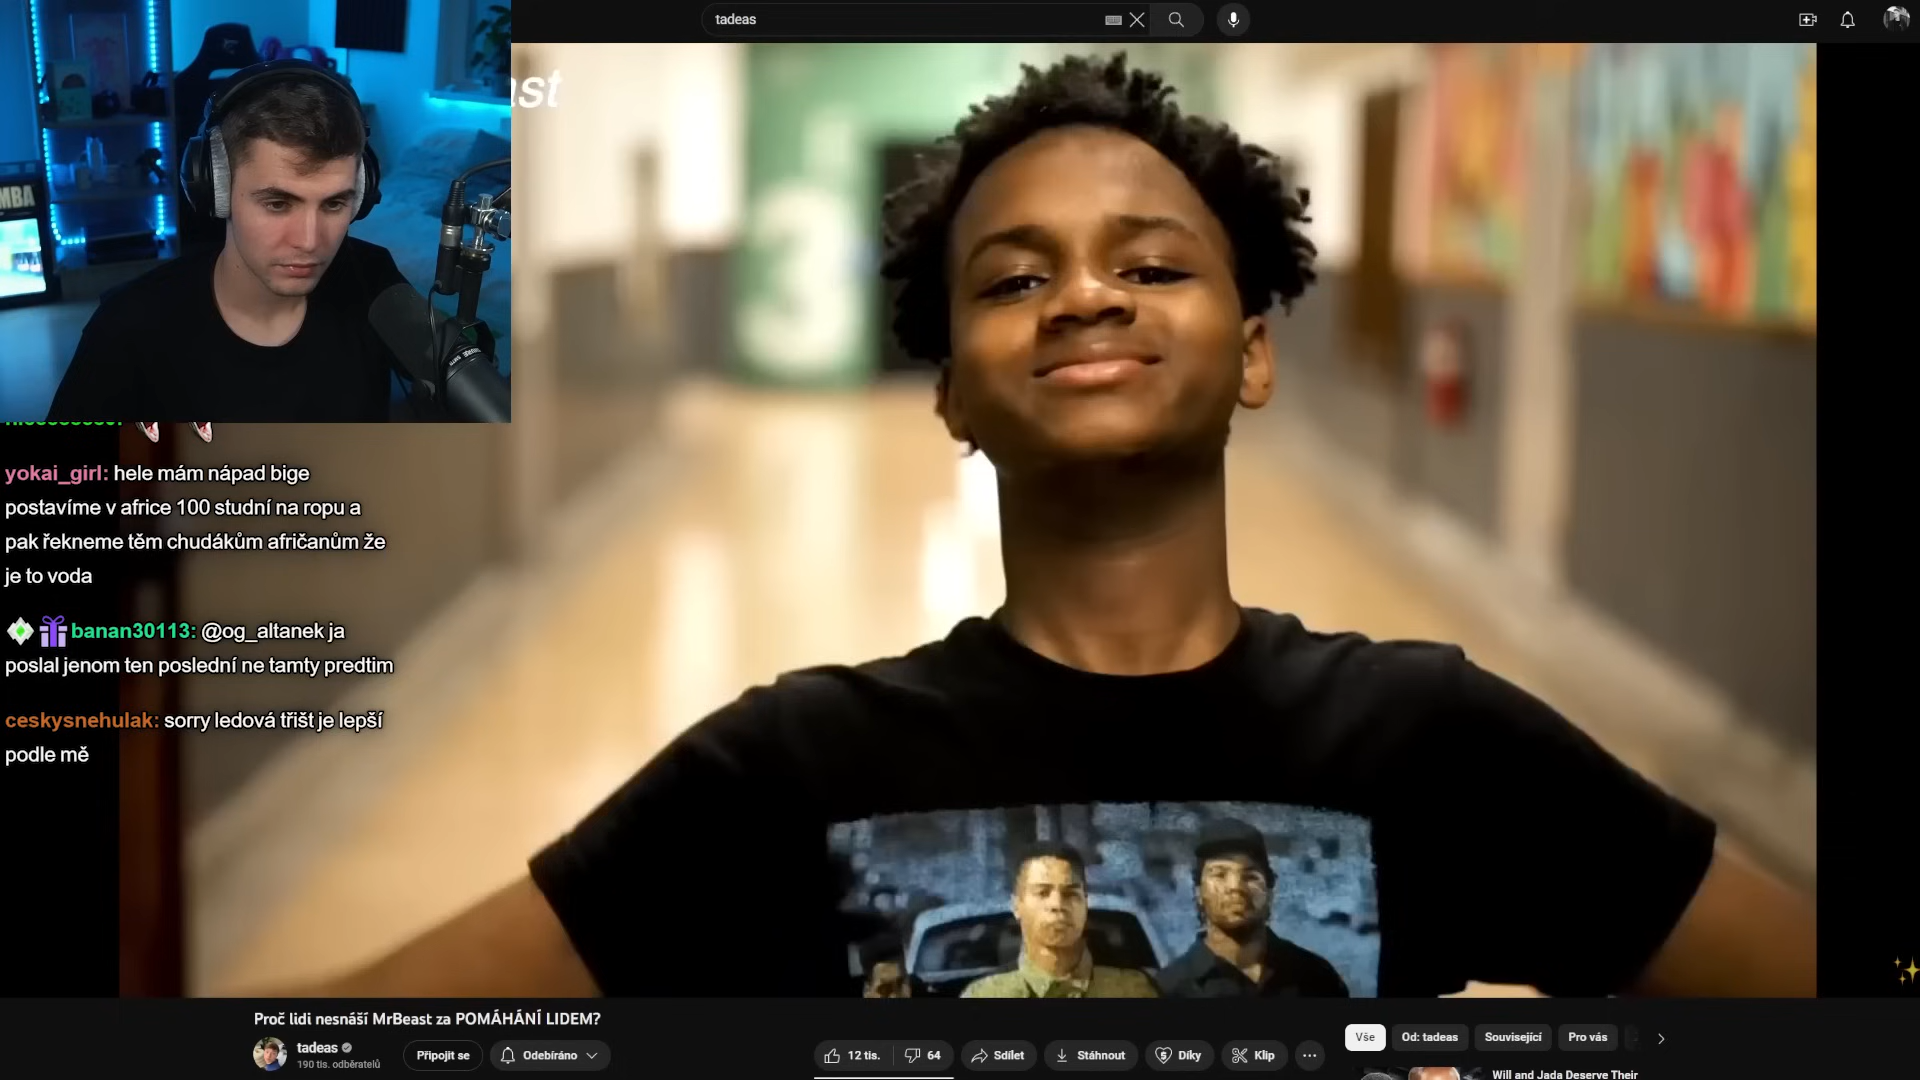 tadeas
ast
MBA
yokai_girl: hele mám nápad bige
postavíme v africe 100 studní na ropu a
pak řekneme těm chudákům afričanům že
je to voda
banan30113: @og_altanek ja
poslal jenom ten poslední ne tamty predtim
ceskysnehulak: sorry ledová třišt je lepší
podle mě
3
Proč lidi nesnáší MrBeast za POMÁHÁNÍ LIDEM?
tadeas
190 tis. odběratelů
Připojit se
Odebíráno
12 tis.
64
Sdílet
Stáhnout
Díky
Klip
Vše
Od: tadeas
Související
Pro vás
Will and Jada Deserve Their